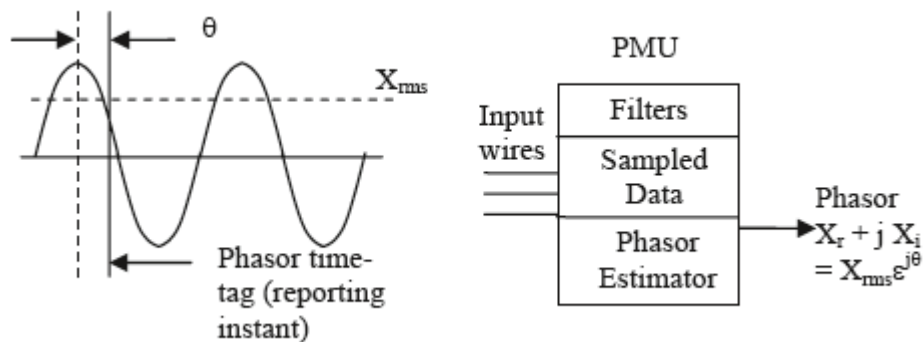 θ
X_rms
Phasor time-
tag (reporting
instant)
PMU
Input
wires
Filters
Sampled
Data
Phasor
Estimator
Phasor
X_r + j X_i
= X_rms ε^jθ